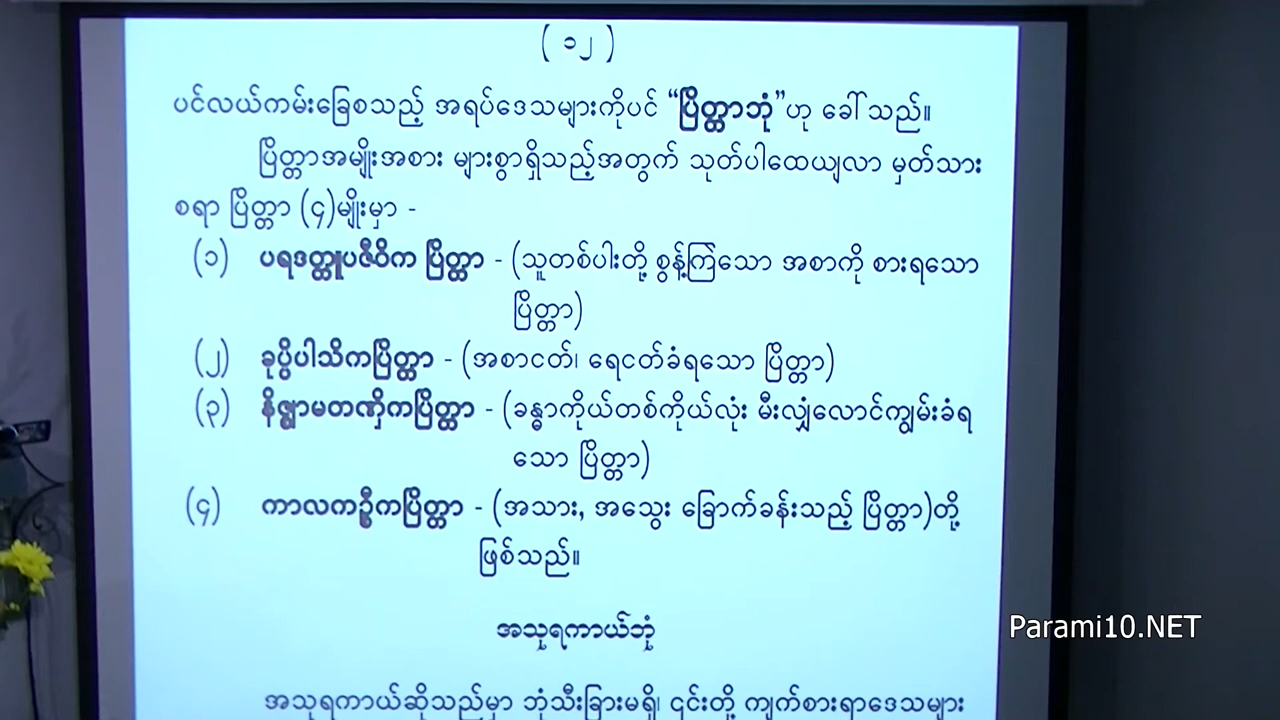 ( ၁၂ )
ပင်လယ်ကမ်းခြေစသည့် အရပ်ဒေသများကိုပင် “ပြိတ္တာဘုံ”ဟု ခေါ်သည်။
ပြိတ္တာအမျိုးအစား များစွာရှိသည့်အတွက် သုတ်ပါထေယျလာ မှတ်သား
စရာ ပြိတ္တာ (၄)မျိုးမှာ -
(၁) ပရဒတ္ထူပဇီဝိက ပြိတ္တာ - (သူတစ်ပါးတို့ စွန့်ကြဲသော အစာကို စားရသော
ပြိတ္တာ)
(၂) ခုပ္ပိပါသိကပြိတ္တာ - (အစာငတ်၊ ရေငတ်ခံရသော ပြိတ္တာ)
(၃) နိဇ္ဈာမတဏှိကပြိတ္တာ - (ခန္ဓာကိုယ်တစ်ကိုယ်လုံး မီးလျှံလောင်ကျွမ်းခံရ
သော ပြိတ္တာ)
(၄) ကာလကဉ္စိကပြိတ္တာ - (အသား, အသွေး ခြောက်ခန်းသည့် ပြိတ္တာ)တို့
ဖြစ်သည်။
အသုရကာယ်ဘုံ
အသုရကာယ်ဆိုသည်မှာ ဘုံသီးခြားမရှိ၊ ၎င်းတို့ ကျက်စားရာဒေသများ
Parami10.NET